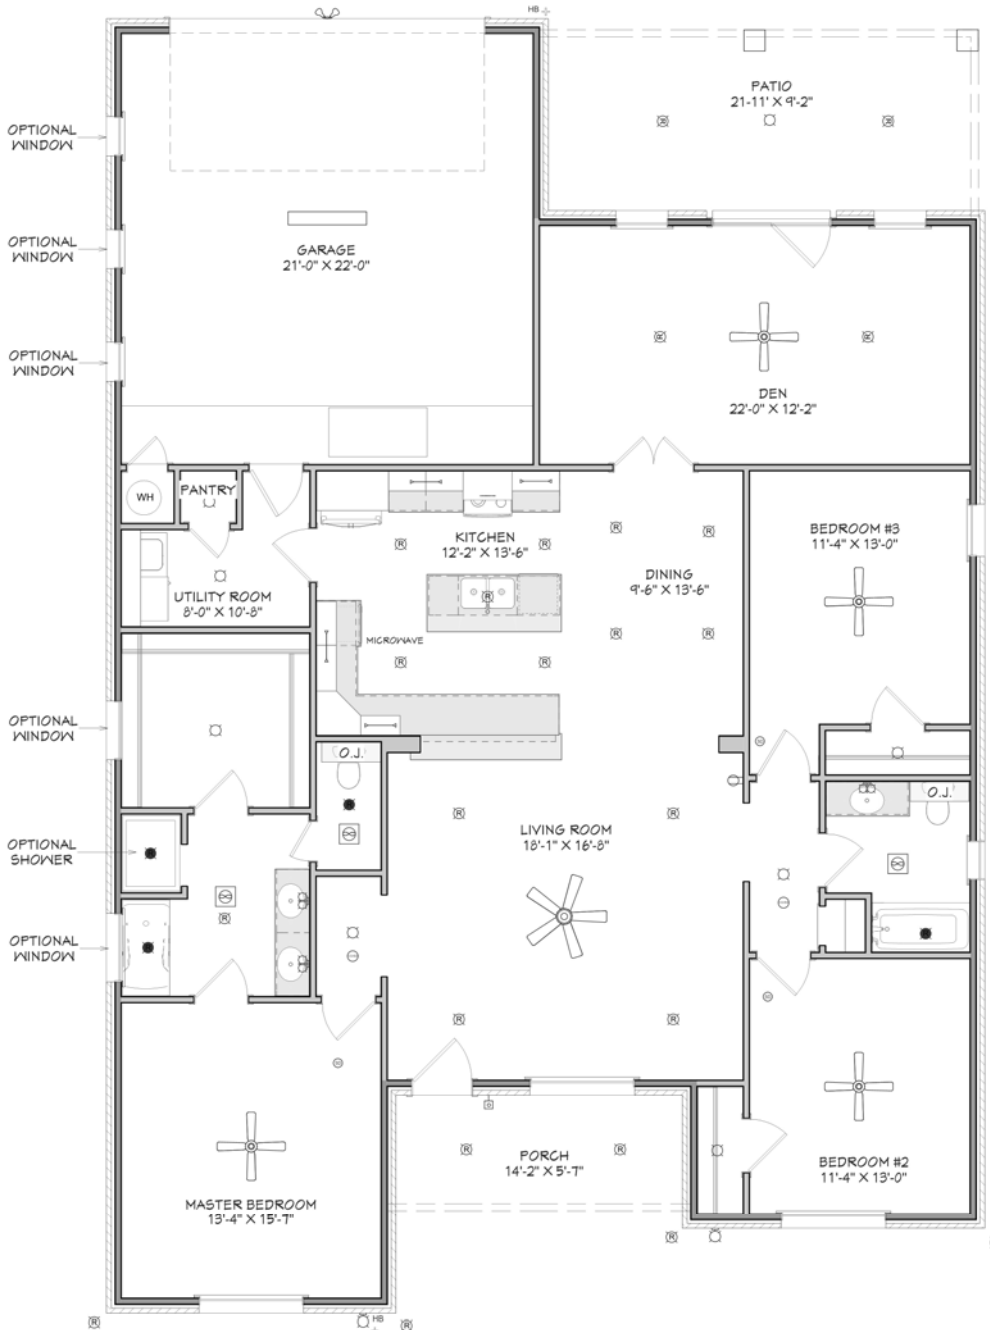 HB
PATIO
21-11' X 9'-2"
R
R
OPTIONAL
WINDOW
OPTIONAL
WINDOW
GARAGE
21'-0" X 22'-0"
OPTIONAL
WINDOW
R
R
DEN
22'-0" X 12'-2"
WH
PANTRY
KITCHEN
12'-2" X 13'-6"
R
R
BEDROOM #3
11'-4" X 13'-0"
R
R
DINING
9'-6" X 13'-6"
UTILITY ROOM
8'-0" X 10'-8"
R
MICROWAVE
R
R
R
R
OPTIONAL
WINDOW
O.J.
O.J.
LIVING ROOM
18'-1" X 16'-8"
R
R
OPTIONAL
SHOWER
R
OPTIONAL
WINDOW
R
R
PORCH
14'-2" X 5'-7"
R
R
BEDROOM #2
11'-4" X 13'-0"
MASTER BEDROOM
13'-4" X 15'-7"
R
R
HB
R